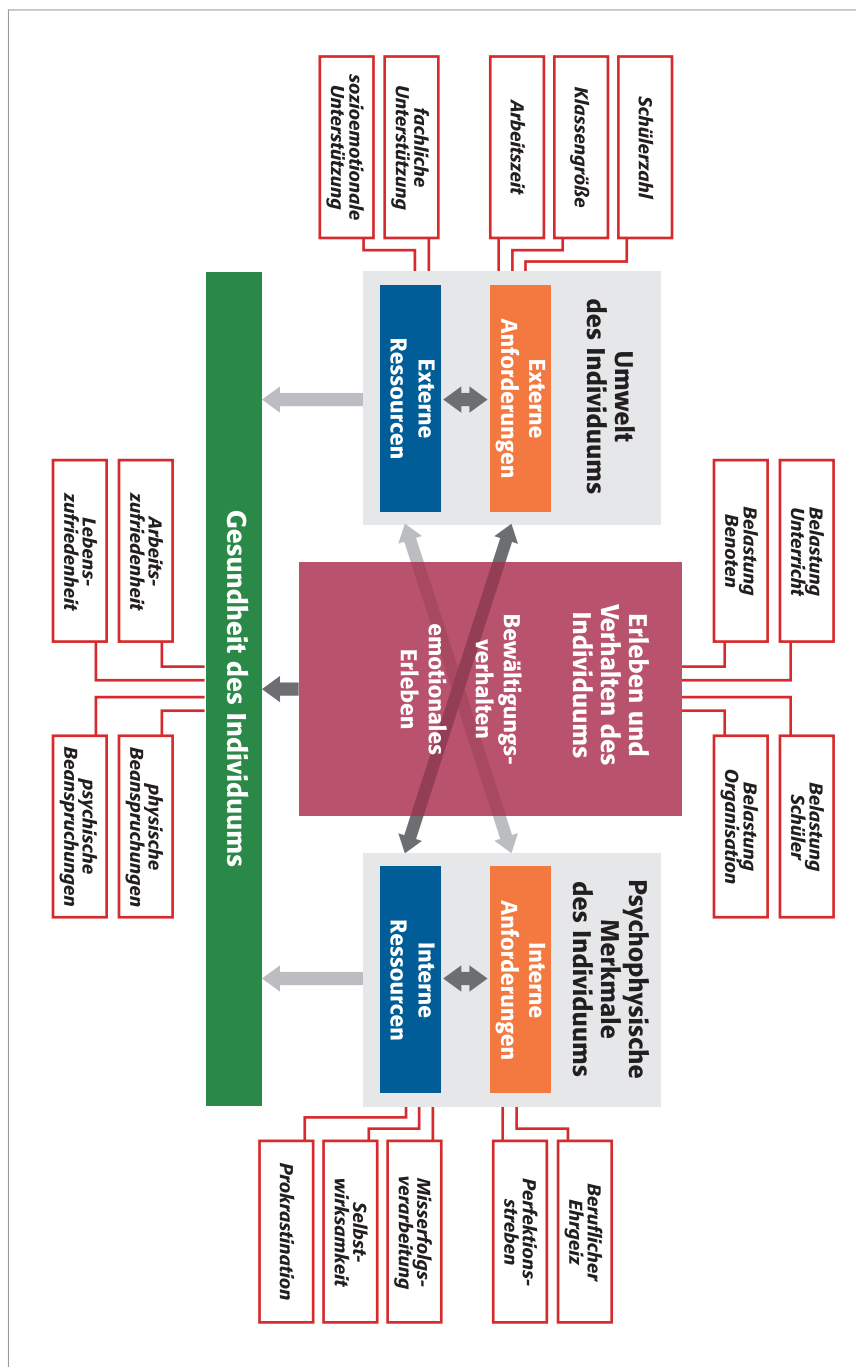 Belastung
Unterricht
Belastung
Schüler
Belastung
Benoten
Belastung
Organisation
Schülerzahl
Klassengröße
Arbeitszeit
fachliche
Unterstützung
sozioemotionale
Unterstützung
Umwelt
des Individuums
Externe
Anforderungen
Externe
Ressourcen
Erleben und
Verhalten des
Individuums
Bewältigungs-
verhalten
emotionales
Erleben
Psychophysische
Merkmale
des Individuums
Interne
Anforderungen
Interne
Ressourcen
Beruflicher
Ehrgeiz
Perfektions-
streben
Misserfolgs-
verarbeitung
Selbst-
wirksamkeit
Prokrastination
Gesundheit des Individuums
Arbeits-
zufriedenheit
physische
Beanspruchungen
Lebens-
zufriedenheit
psychische
Beanspruchungen